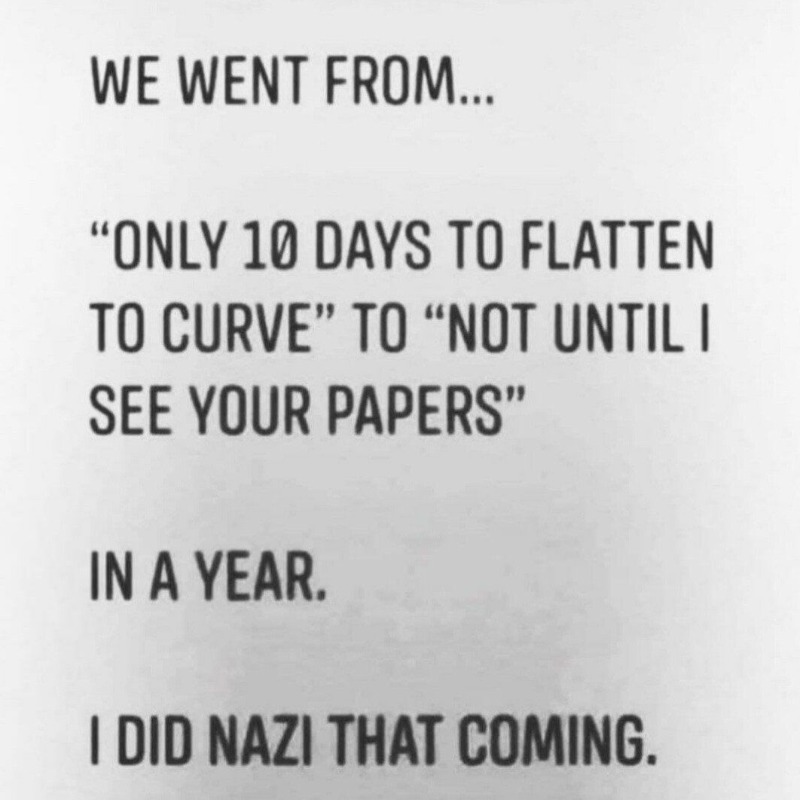 WE WENT FROM...
“ONLY 10 DAYS TO FLATTEN
TO CURVE” TO “NOT UNTIL I
SEE YOUR PAPERS”
IN A YEAR.
I DID NAZI THAT COMING.